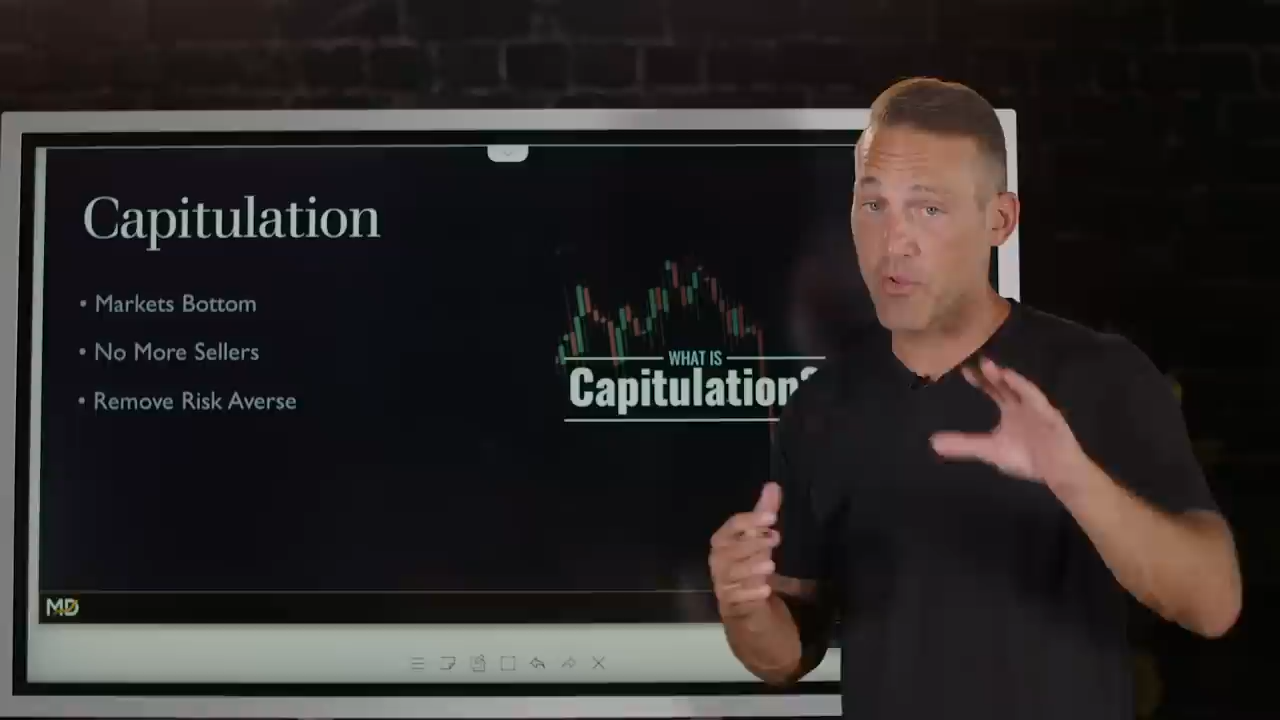 Capitulation
• Markets Bottom
• No More Sellers
• Remove Risk Averse
WHAT IS
Capitulation?
MD